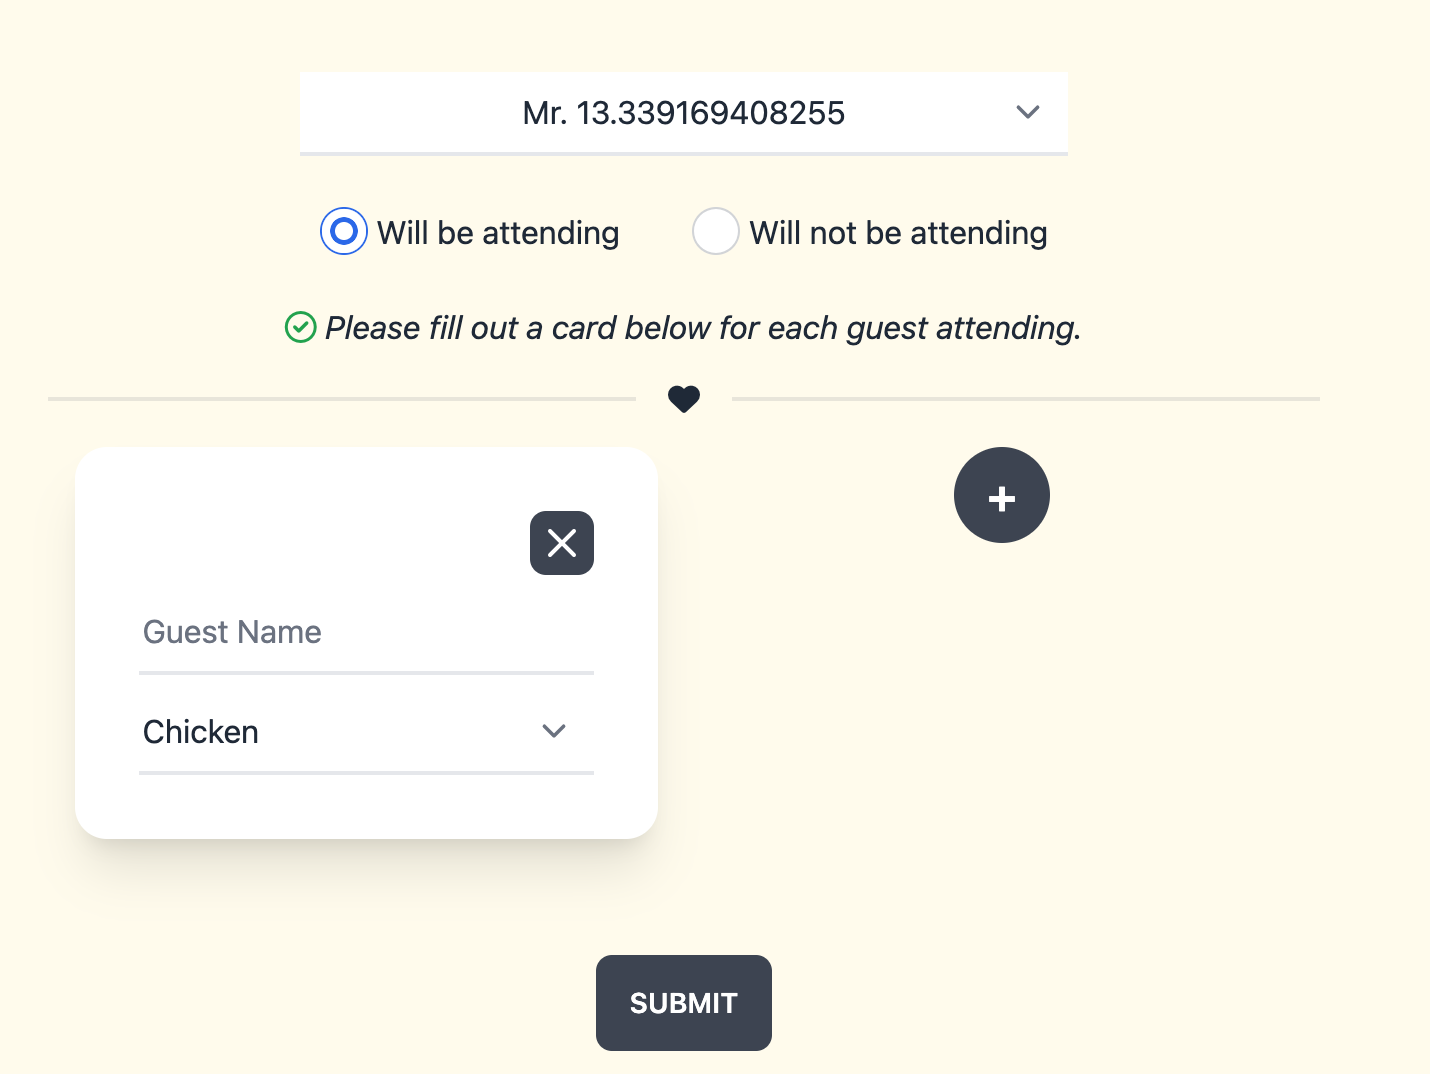 Mr. 13.339169408255
Will be attending Will not be attending
Please fill out a card below for each guest attending.
+
Guest Name
Chicken
SUBMIT